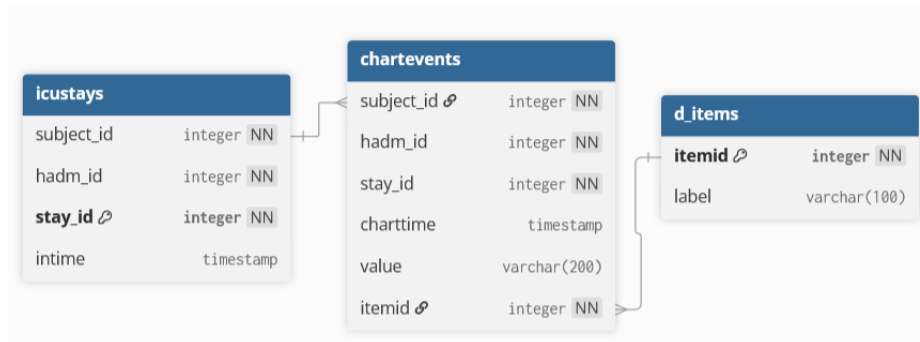 icustays
subject_id integer NN
hadm_id integer NN
stay_id integer NN
intime timestamp
chartevents
subject_id integer NN
hadm_id integer NN
stay_id integer NN
charttime timestamp
value varchar(200)
itemid integer NN
d_items
itemid integer NN
label varchar(100)